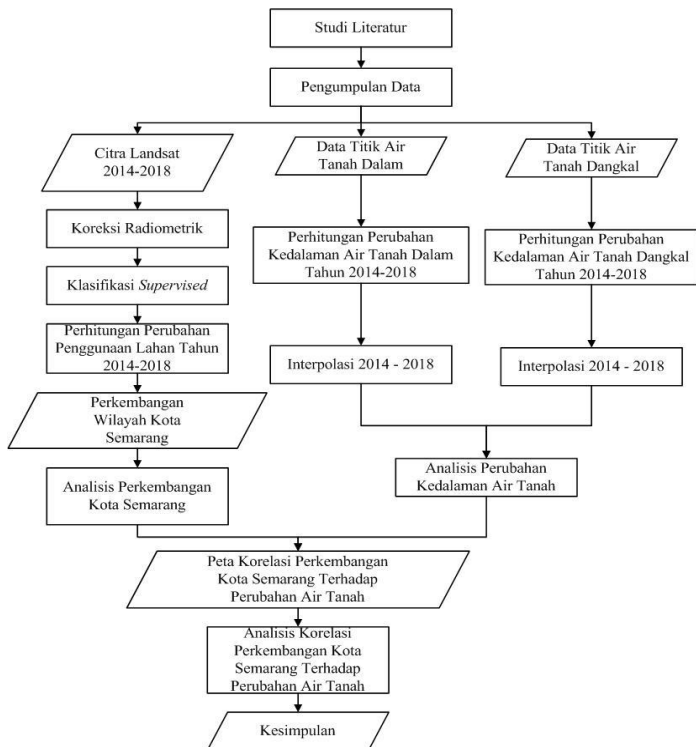 Studi Literatur
Pengumpulan Data
Citra Landsat
2014-2018
Data Titik Air
Tanah Dalam
Data Titik Air
Tanah Dangkal
Koreksi Radiometrik
Klasifikasi Supervised
Perhitungan Perubahan
Penggunaan Lahan Tahun
2014-2018
Perkembangan
Wilayah Kota
Semarang
Analisis Perkembangan
Kota Semarang
Perhitungan Perubahan
Kedalaman Air Tanah Dalam
Tahun 2014-2018
Interpolasi 2014 - 2018
Perhitungan Perubahan
Kedalaman Air Tanah Dangkal
Tahun 2014-2018
Interpolasi 2014 - 2018
Analisis Perubahan
Kedalaman Air Tanah
Peta Korelasi Perkembangan
Kota Semarang Terhadap
Perubahan Air Tanah
Analisis Korelasi
Perkembangan Kota
Semarang Terhadap
Perubahan Air Tanah
Kesimpulan